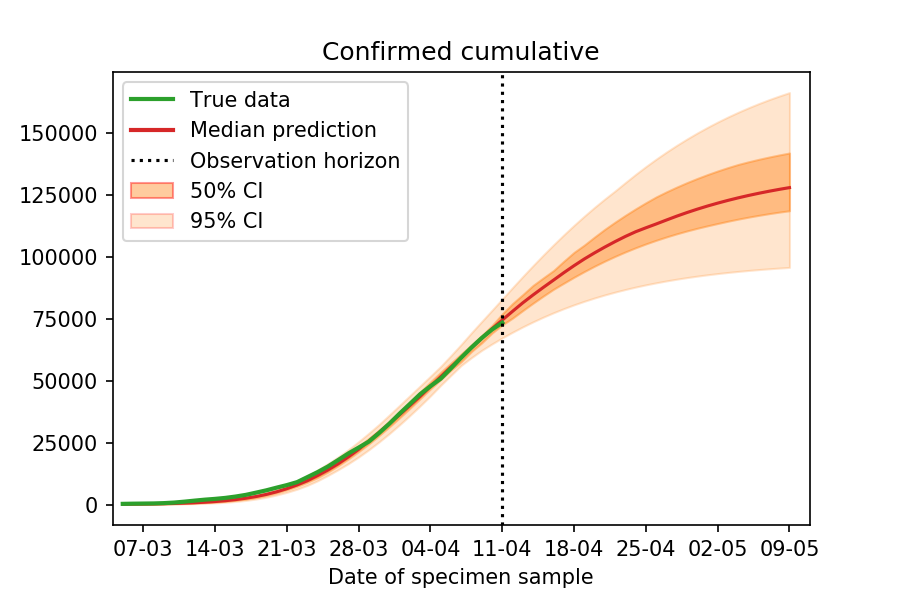 Confirmed cumulative
True data
Median prediction
Observation horizon
50% CI
95% CI
150000
125000
100000
75000
50000
25000
0
07-03 14-03 21-03 28-03 04-04 11-04 18-04 25-04 02-05 09-05
Date of specimen sample